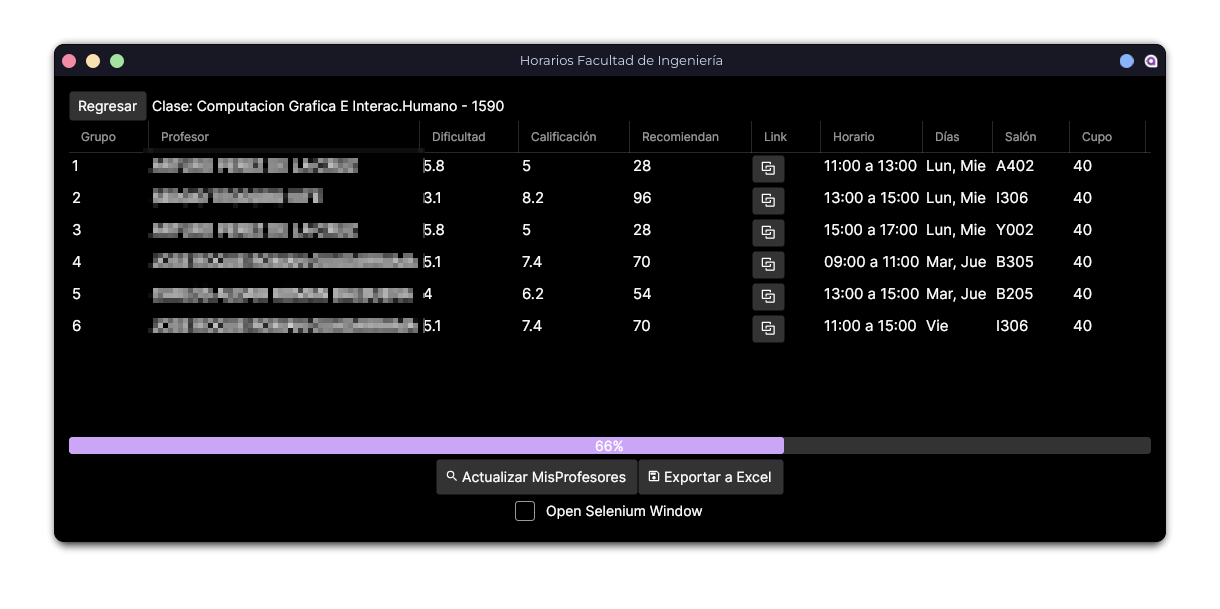 Horarios Facultad de Ingeniería
Regresar Clase: Computacion Grafica E Interac.Humano - 1590
Grupo Profesor Dificultad Calificación Recomiendan Link Horario Días Salón Cupo
1 5.8 5 28 11:00 a 13:00 Lun, Mie A402 40
2 3.1 8.2 96 13:00 a 15:00 Lun, Mie I306 40
3 5.8 5 28 15:00 a 17:00 Lun, Mie Y002 40
4 5.1 7.4 70 09:00 a 11:00 Mar, Jue B305 40
5 4 6.2 54 13:00 a 15:00 Mar, Jue B205 40
6 5.1 7.4 70 11:00 a 15:00 Vie I306 40
66%
Actualizar MisProfesores Exportar a Excel
Open Selenium Window